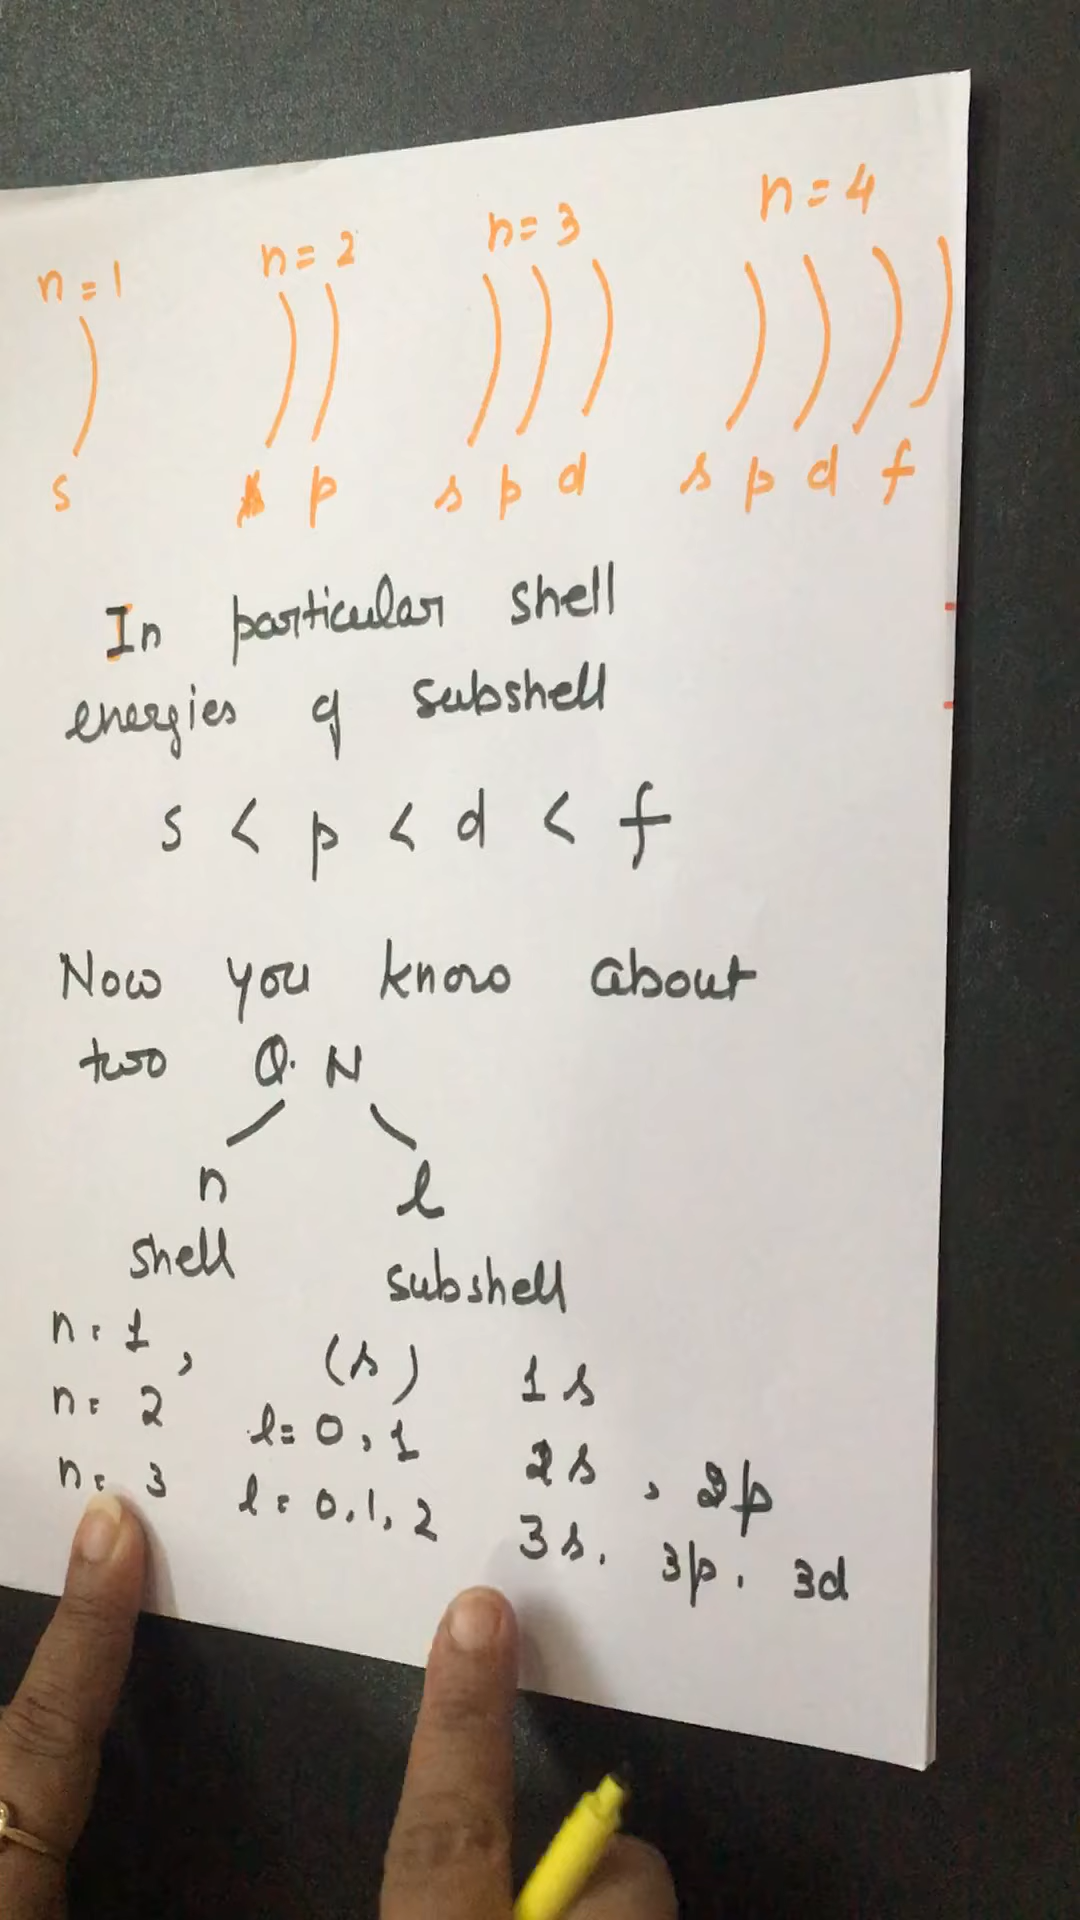 n=1 n=2 n=3 n=4
s s p s p d s p d f
In particular shell
energies of subshell
s < p < d < f
Now you know about
two Q.N
n l
shell subshell
n=1, (s) 1s
n=2 l=0,1 2s, 2p
n=3 l=0,1,2 3s, 3p, 3d